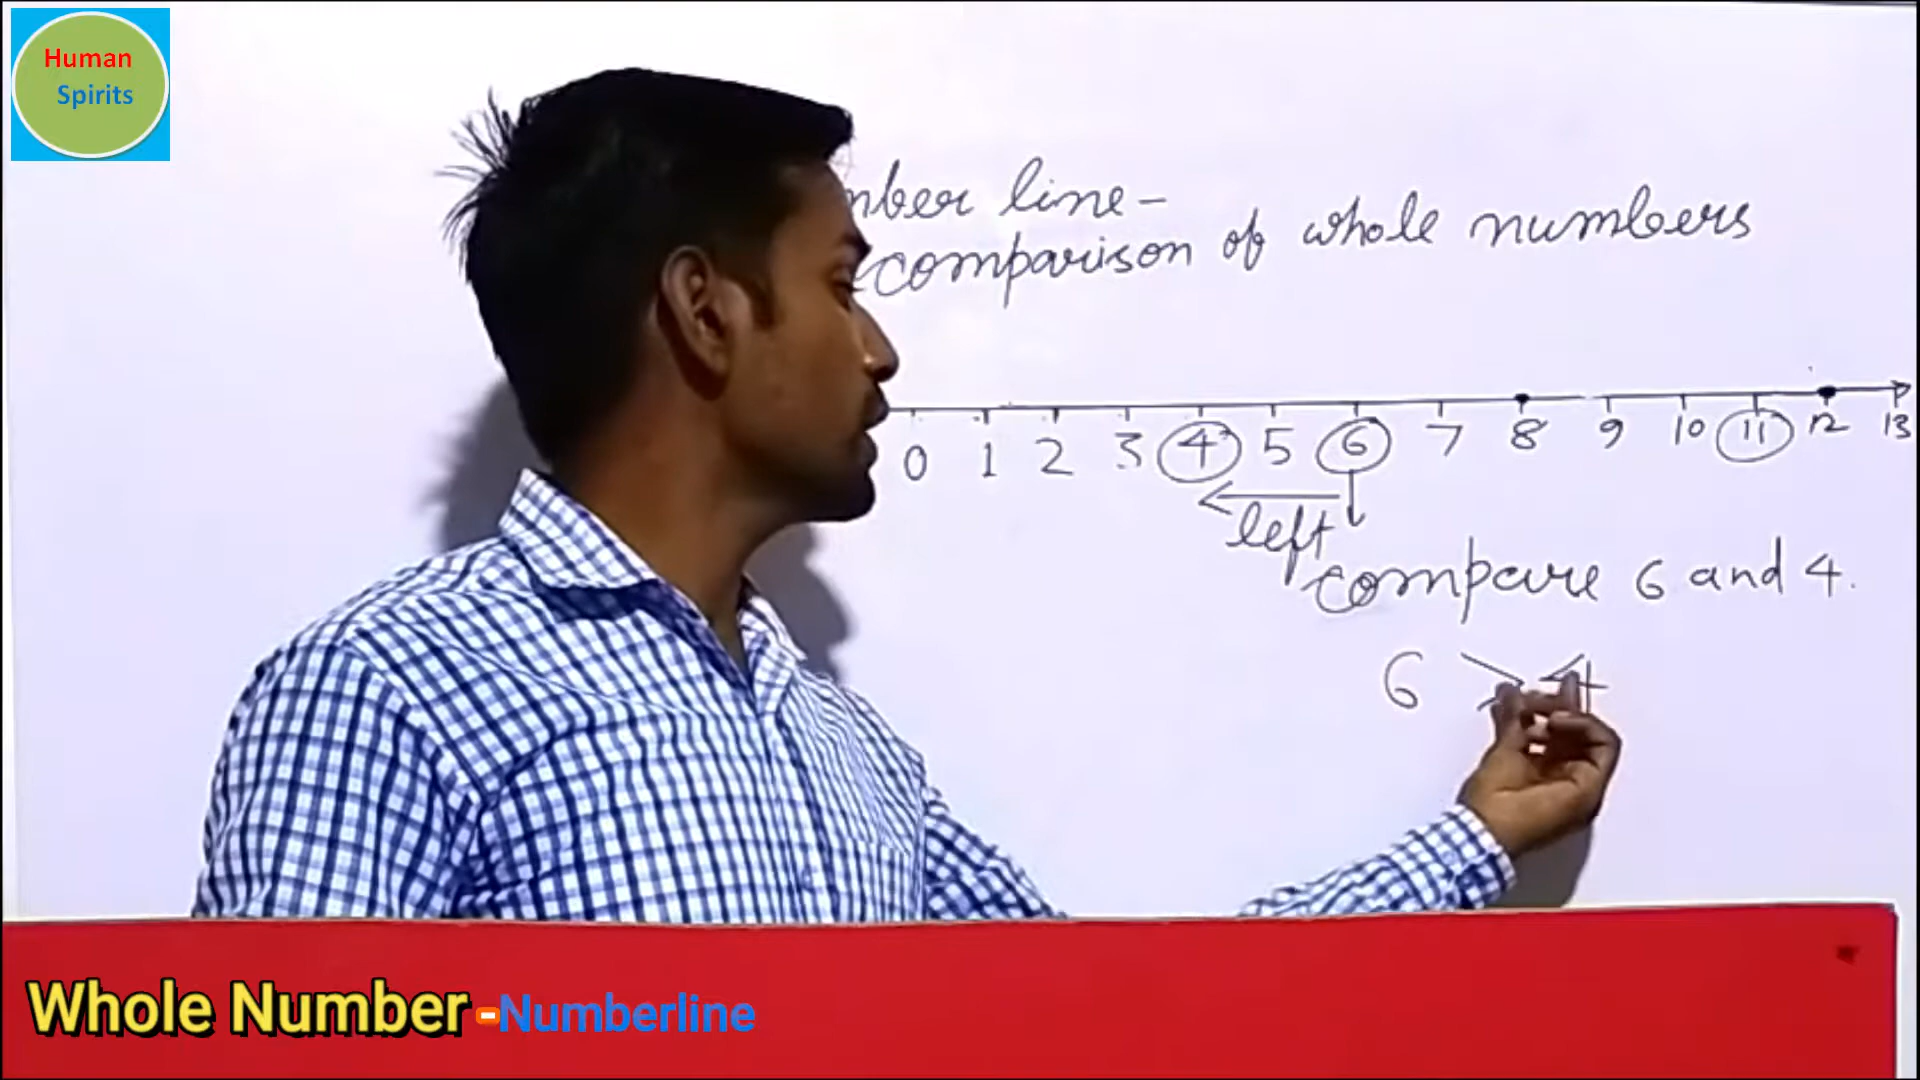 Human
Spirits
nber line-
comparison of whole numbers
0 1 2 3 4 5 6 7 8 9 10 11 12 13
left
compare 6 and 4.
6 > 4
Whole Number -Numberline